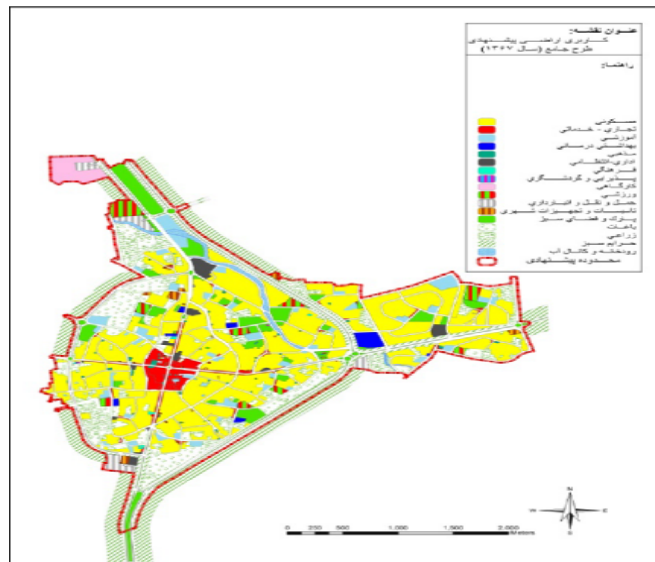 عنوان نقشه:
کاربری اراضی پیشنهادی
طرح جامع (سال ۱۳۶۷)
راهنما:
مسکونی
تجاری - خدماتی
آموزشی
بهداشتی درمانی
مذهبی
اداری-انتظامی
فرهنگی
پذیرایی و گردشگری
کارگاهی
ورزشی
حمل و نقل و انبارداری
تاسیسات و تجهیزات شهری
پارک و فضای سبز
باغات
زراعی
حرایم سبز
رودخانه و کانال آب
محدوده پیشنهادی
N
W E
S
0 500 1,000 1,500 2,000
Meters